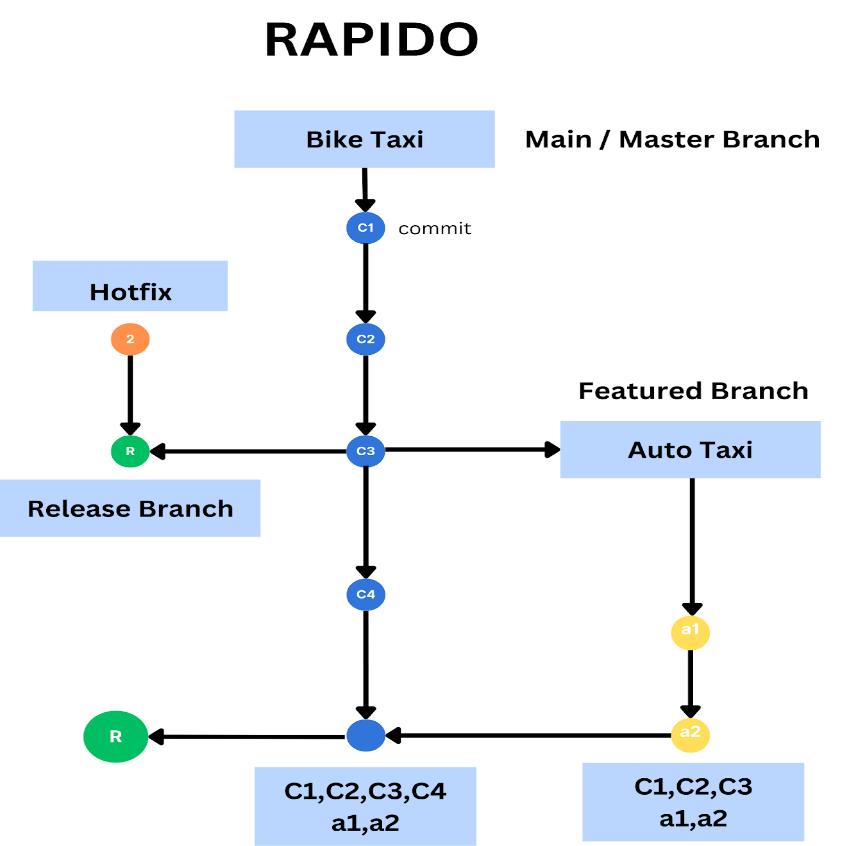 RAPIDO
Bike Taxi
Main / Master Branch
C1
commit
Hotfix
2
C2
Featured Branch
R
C3
Auto Taxi
Release Branch
C4
a1
R
a2
C1,C2,C3,C4
a1,a2
C1,C2,C3
a1,a2